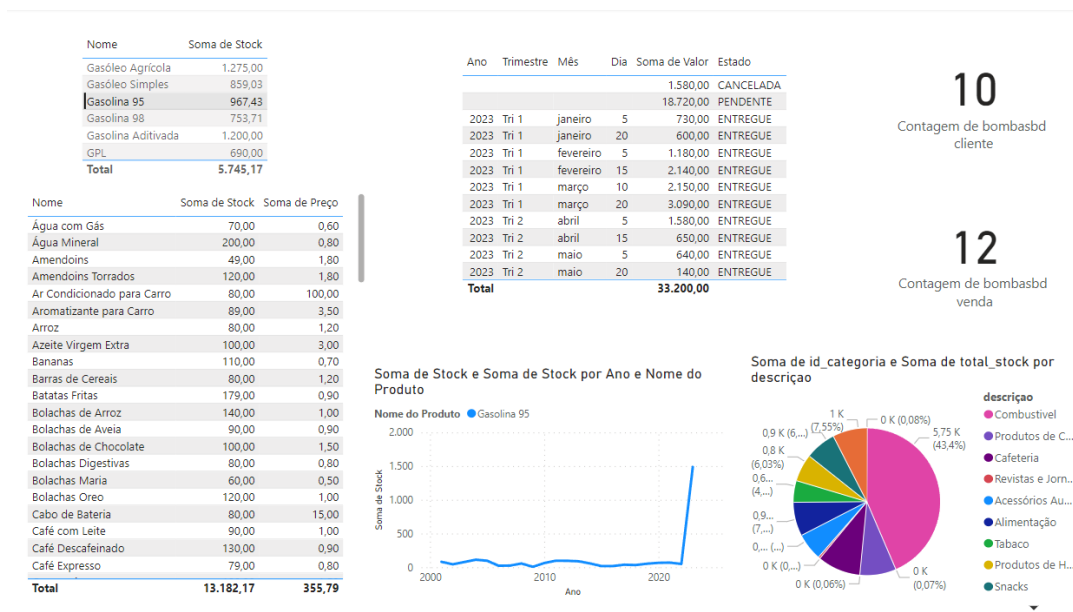 Nome Soma de Stock
Gasóleo Agrícola 1.275,00
Gasóleo Simples 859,03
Gasolina 95 967,43
Gasolina 98 753,71
Gasolina Aditivada 1.200,00
GPL 690,00
Total 5.745,17
Nome Soma de Stock Soma de Preço
Água com Gás 70,00 0,60
Água Mineral 200,00 0,80
Amendoins 49,00 1,80
Amendoins Torrados 120,00 1,80
Ar Condicionado para Carro 80,00 100,00
Aromatizante para Carro 89,00 3,50
Arroz 80,00 1,20
Azeite Virgem Extra 100,00 3,00
Bananas 110,00 0,70
Barras de Cereais 80,00 1,20
Batatas Fritas 179,00 0,90
Bolachas de Arroz 140,00 1,00
Bolachas de Aveia 90,00 0,90
Bolachas de Chocolate 100,00 1,50
Bolachas Digestivas 80,00 0,80
Bolachas Maria 60,00 0,50
Bolachas Oreo 120,00 1,00
Cabo de Bateria 80,00 15,00
Café com Leite 90,00 1,00
Café Descafeinado 130,00 0,90
Café Expresso 79,00 0,80
Total 13.182,17 355,79
Ano Trimestre Mês Dia Soma de Valor Estado
1.580,00 CANCELADA
18.720,00 PENDENTE
2023 Tri 1 janeiro 5 730,00 ENTREGUE
2023 Tri 1 janeiro 20 600,00 ENTREGUE
2023 Tri 1 fevereiro 5 1.180,00 ENTREGUE
2023 Tri 1 fevereiro 15 2.140,00 ENTREGUE
2023 Tri 1 março 10 2.150,00 ENTREGUE
2023 Tri 1 março 20 3.090,00 ENTREGUE
2023 Tri 2 abril 5 1.580,00 ENTREGUE
2023 Tri 2 abril 15 650,00 ENTREGUE
2023 Tri 2 maio 5 640,00 ENTREGUE
2023 Tri 2 maio 20 140,00 ENTREGUE
Total 33.200,00
10
Contagem de bombasbd
cliente
12
Contagem de bombasbd
venda
Soma de Stock e Soma de Stock por Ano e Nome do
Produto
Nome do Produto Gasolina 95
Soma de Stock
2.000
1.500
1.000
500
0
2000 2010 2020
Ano
Soma de id_categoria e Soma de total_stock por
descriçao
1 K
(7,55%)
0 K (0,08%)
5,75 K
(43,4%)
0,9 K (6,...)
0,8 K
(6,03%)
0,6...
(4,...)
0,9...
(7,...)
0,... (...)
0 K (0,...)
0 K (0,06%)
0 K
(0,07%)
descriçao
Combustivel
Produtos de C...
Cafeteria
Revistas e Jorn...
Acessórios Au...
Alimentação
Tabaco
Produtos de H...
Snacks